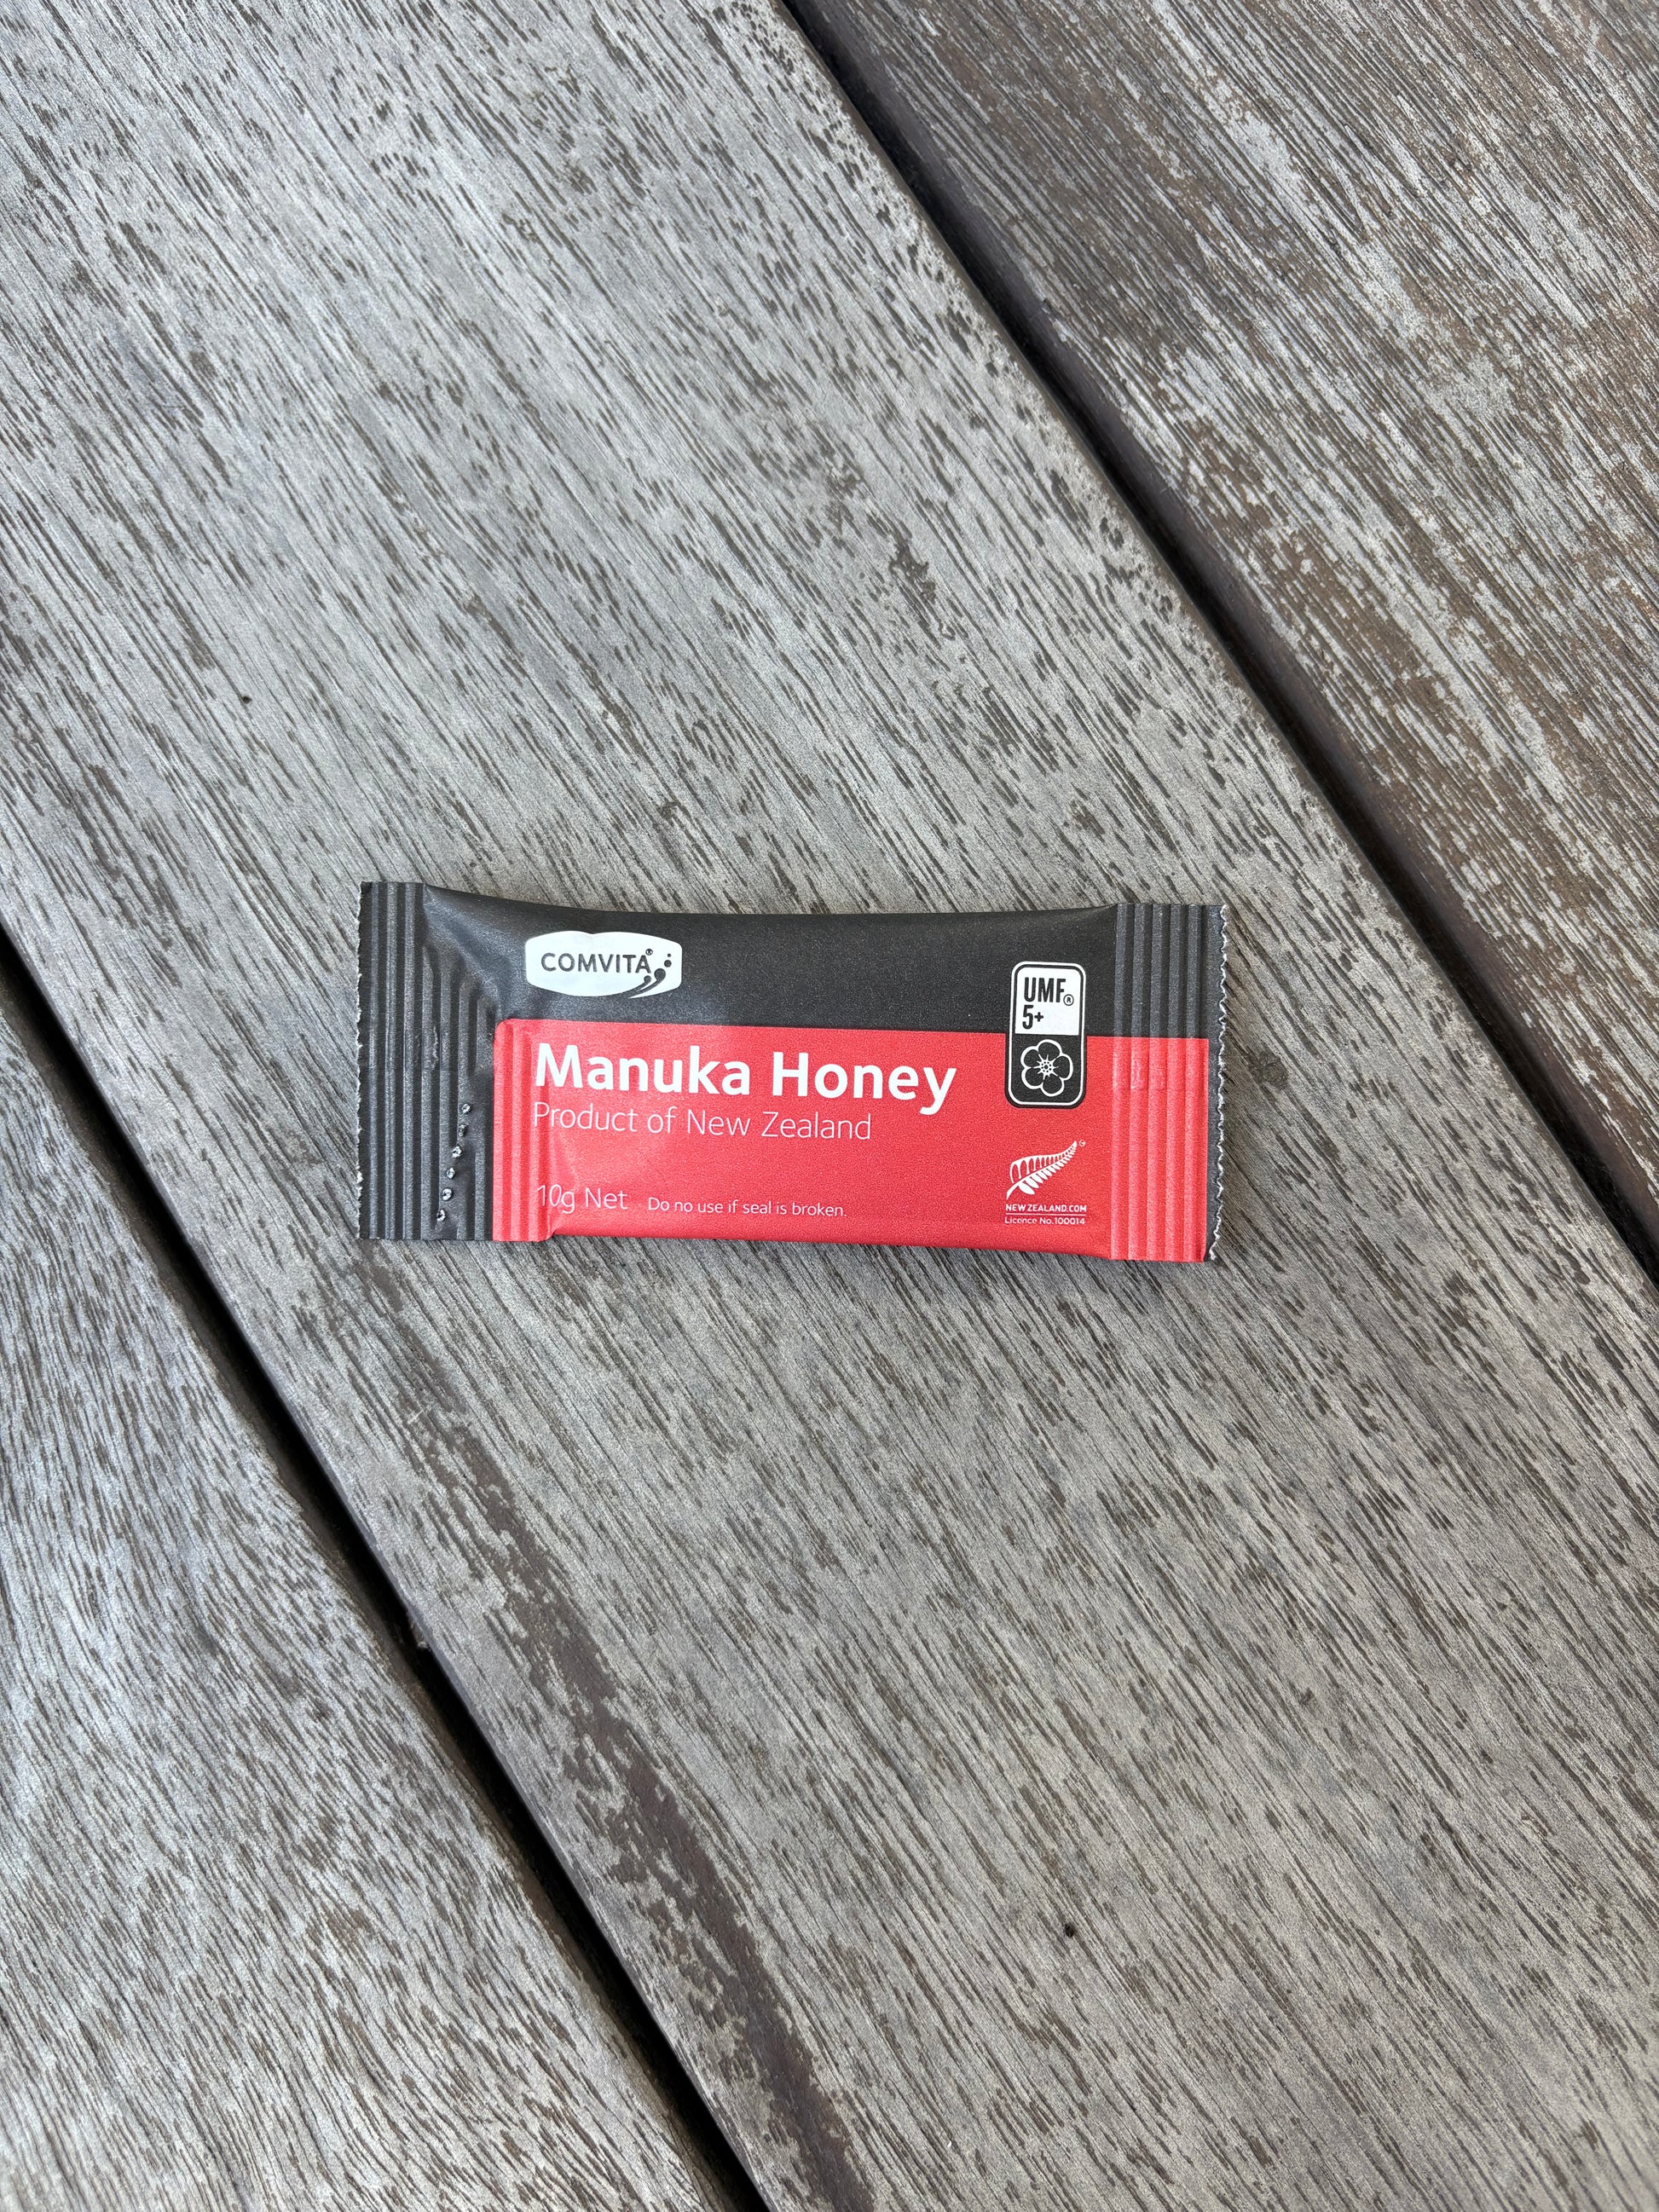 COMVITA®
UMF®
5+
Manuka Honey
Product of New Zealand
10g Net Do no use if seal is broken.
NEWZEALAND.COM
Licence No.100014